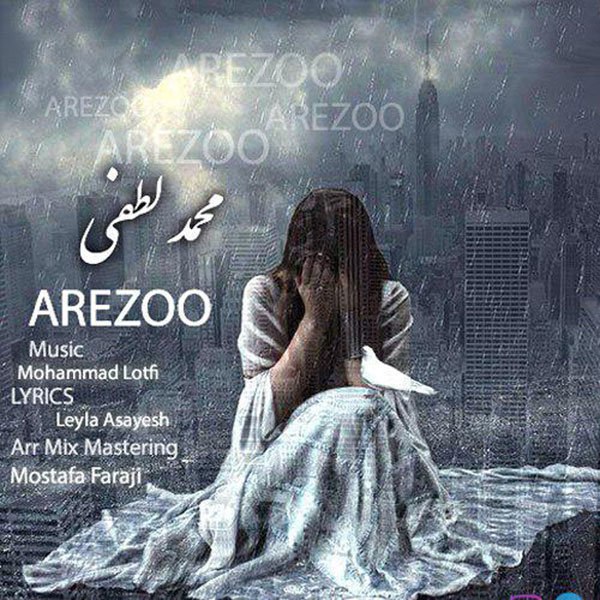 AREZOO
AREZOO
AREZOO
AREZOO
محمد لطفی
AREZOO
Music
Mohammad Lotfi
LYRICS
Leyla Asayesh
Arr Mix Mastering
Mostafa Faraji